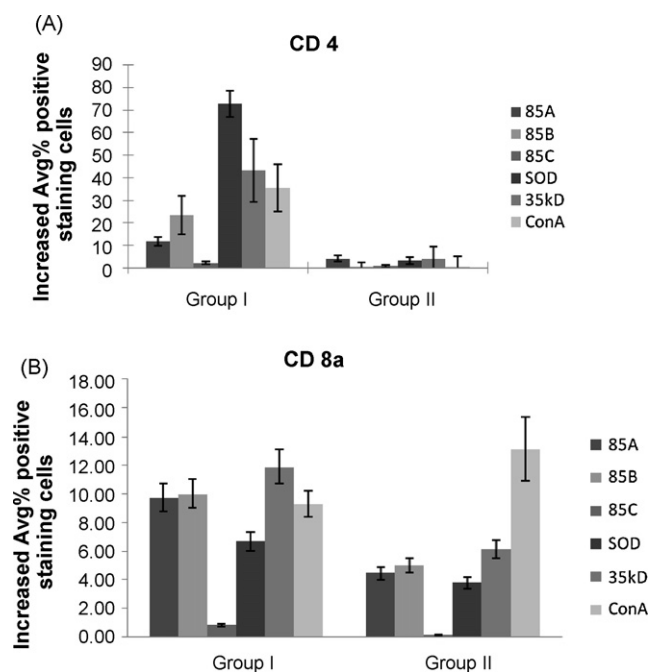 (A)
CD 4
Increased Avg% positive
staining cells
90
80
70
60
50
40
30
20
10
0
Group I
Group II
85A
85B
85C
SOD
35kD
ConA
(B)
CD 8a
Increased Avg% positive
staining cells
18.00
16.00
14.00
12.00
10.00
8.00
6.00
4.00
2.00
0.00
Group I
Group II
85A
85B
85C
SOD
35kD
ConA